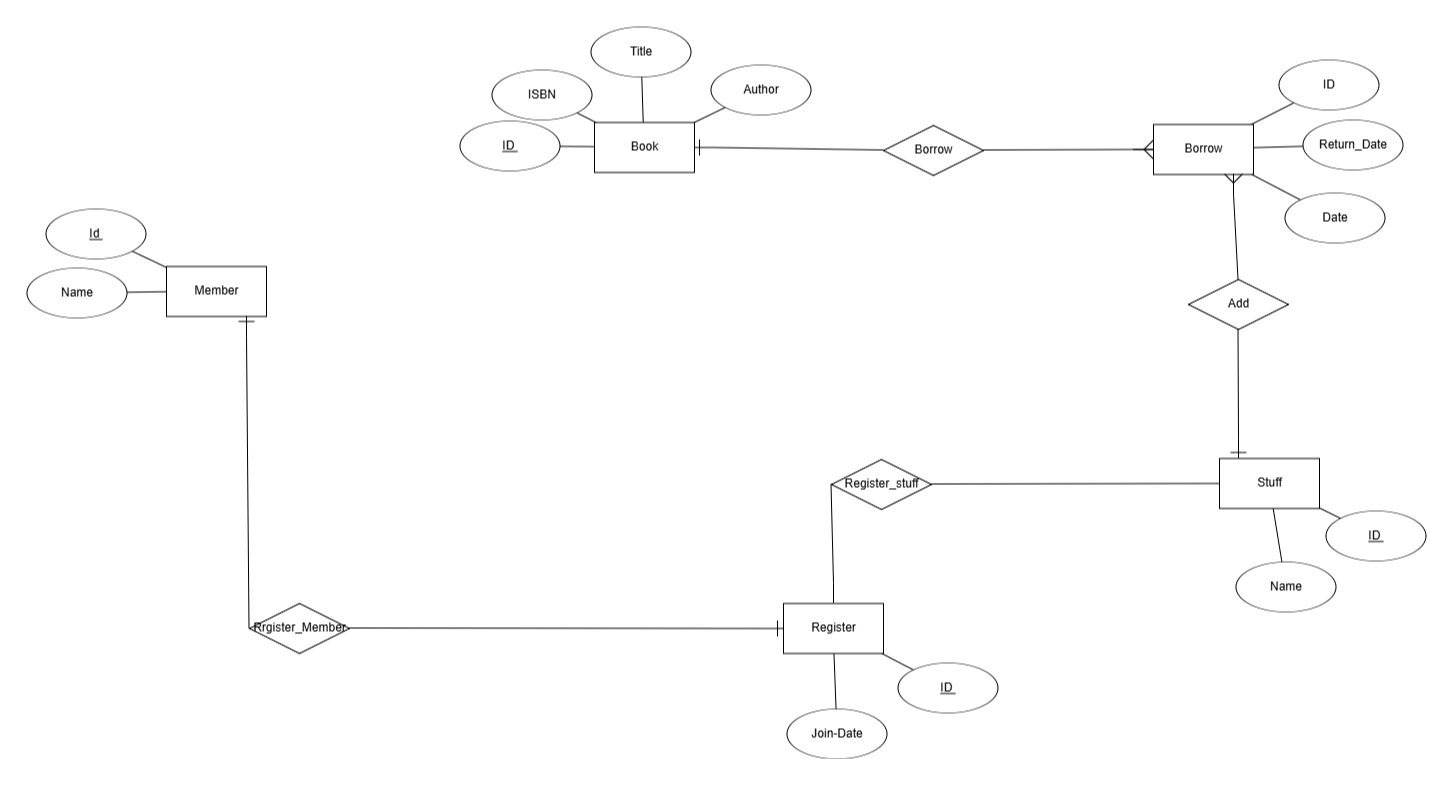 Title
ISBN
Author
ID
Book
Borrow
Borrow
ID
Return_Date
Date
Id
Name
Member
Add
Register_stuff
Stuff
ID
Name
Rrgister_Member
Register
ID
Join-Date